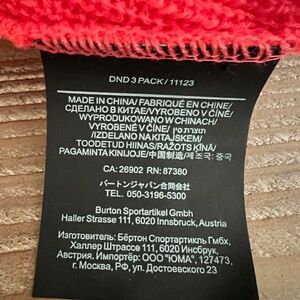 DND 3 PACK / 11123
MADE IN CHINA/ FABRIQUÉ EN CHINE/
СДЕЛАНО В КИТАЕ/VYROBENO V ČÍNĚ/
WYPRODUKOWANO W CHINACH/
VYROBENÉ V ČÍNE/ תוצרת סין/
IZDELANO NA KITAJSKEM/
TOODETUD HIINAS/RAŽOTS ĶĪNĀ/
PAGAMINTA KINIJOJE/中国製造/제조국: 중국
CA: 26902 RN: 87380
バートンジャパン合同会社
TEL: 050-3196-5300
Burton Sportartikel GmbH
Haller Strasse 111, 6020 Innsbruck, Austria
Изготовитель: Бёртон Спортартикль Гмбх,
Халлер Штрассе 111, 6020 Инсбрук,
Австрия. Импортёр: ООО "ЮМА", 127473,
г. Москва, РФ, ул. Достоевского 23